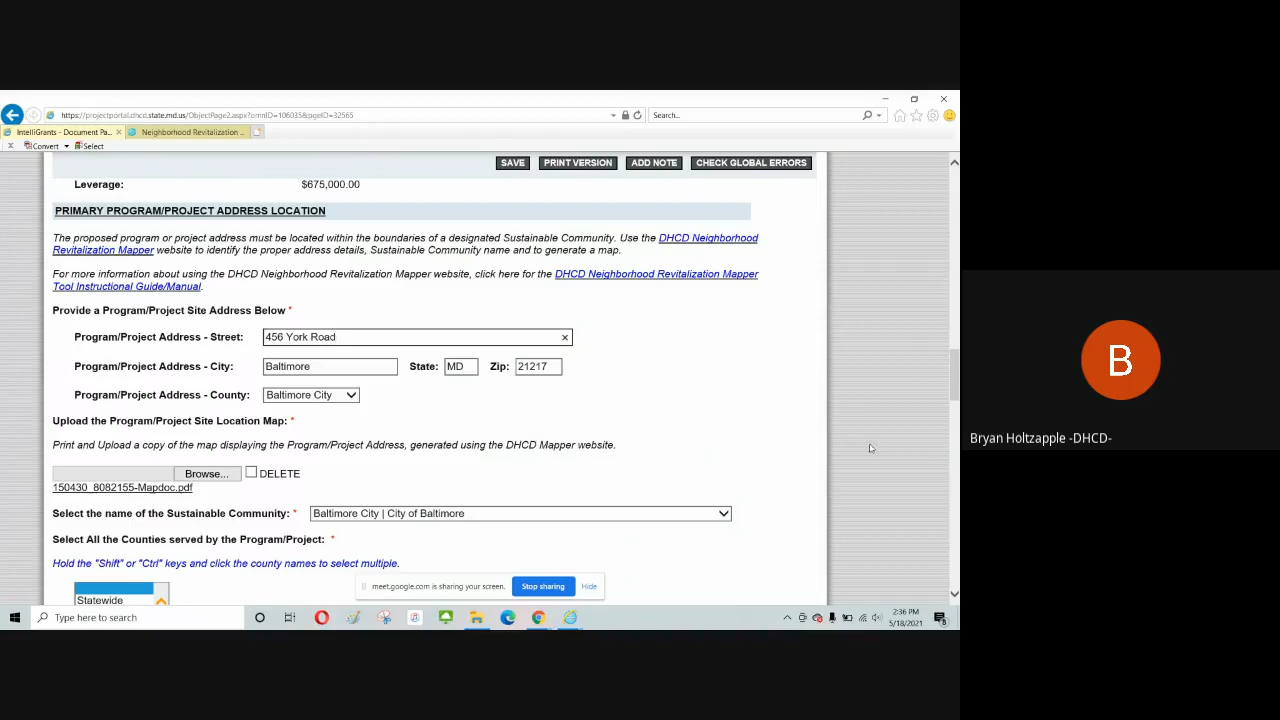 https://projectportal.dhcd.state.md.us/ObjectPage2.aspx?omnID=106035&pgeID=32565
Search...
IntelliGrants - Document Pa...
Neighborhood Revitalization ...
Convert
Select
SAVE
PRINT VERSION
ADD NOTE
CHECK GLOBAL ERRORS
Leverage: $675,000.00
PRIMARY PROGRAM/PROJECT ADDRESS LOCATION
The proposed program or project address must be located within the boundaries of a designated Sustainable Community. Use the DHCD Neighborhood
Revitalization Mapper website to identify the proper address details, Sustainable Community name and to generate a map.
For more information about using the DHCD Neighborhood Revitalization Mapper website, click here for the DHCD Neighborhood Revitalization Mapper
Tool Instructional Guide/Manual.
Provide a Program/Project Site Address Below *
Program/Project Address - Street: 456 York Road
Program/Project Address - City: Baltimore State: MD Zip: 21217
Program/Project Address - County: Baltimore City
Upload the Program/Project Site Location Map: *
Print and Upload a copy of the map displaying the Program/Project Address, generated using the DHCD Mapper website.
Browse... DELETE
150430_8082155-Mapdoc.pdf
Select the name of the Sustainable Community: * Baltimore City | City of Baltimore
Select All the Counties served by the Program/Project: *
Hold the "Shift" or "Ctrl" keys and click the county names to select multiple.
Statewide
meet.google.com is sharing your screen. Stop sharing Hide
Type here to search
2:36 PM
5/18/2021
8
B
Bryan Holtzapple -DHCD-